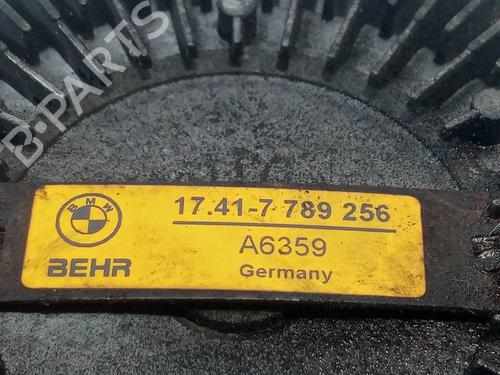 B-PARTS
BMW
17.41-7 789 256
A6359
BEHR
Germany